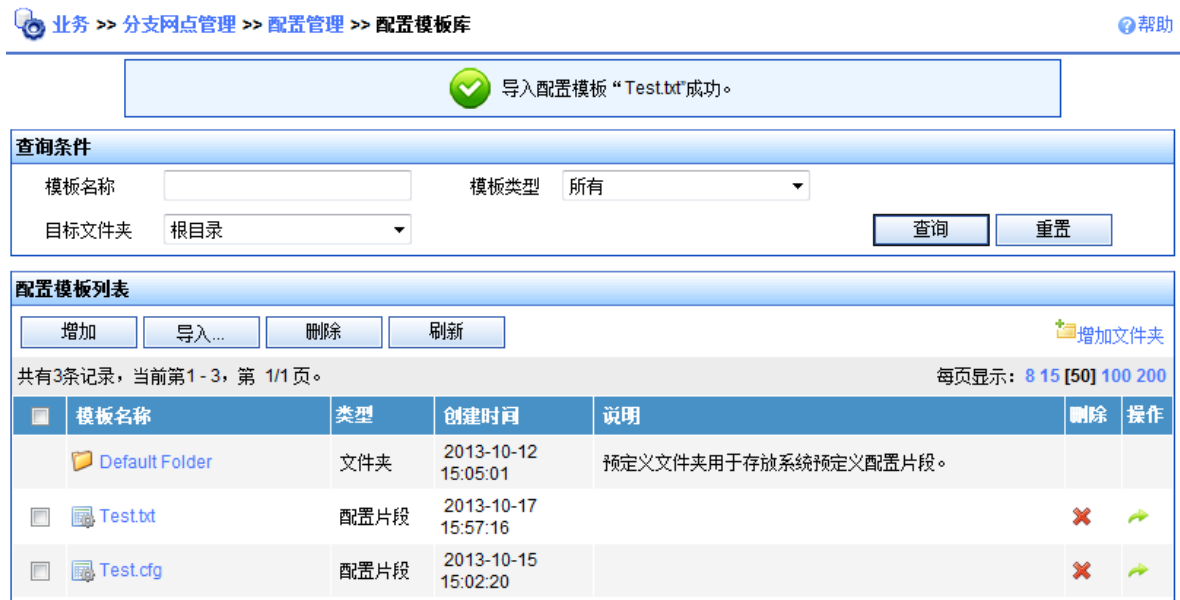 业务 >> 分支网点管理 >> 配置管理 >> 配置模板库 帮助
导入配置模板“Test.txt”成功。
查询条件
模板名称 模板类型 所有
目标文件夹 根目录 查询 重置
配置模板列表
增加 导入... 删除 刷新 增加文件夹
共有3条记录，当前第1 - 3，第 1/1 页。 每页显示：8 15 [50] 100 200
模板名称 类型 创建时间 说明 删除 操作
Default Folder 文件夹 2013-10-12 15:05:01 预定义文件夹用于存放系统预定义配置片段。
Test.txt 配置片段 2013-10-17 15:57:16
Test.cfg 配置片段 2013-10-15 15:02:20